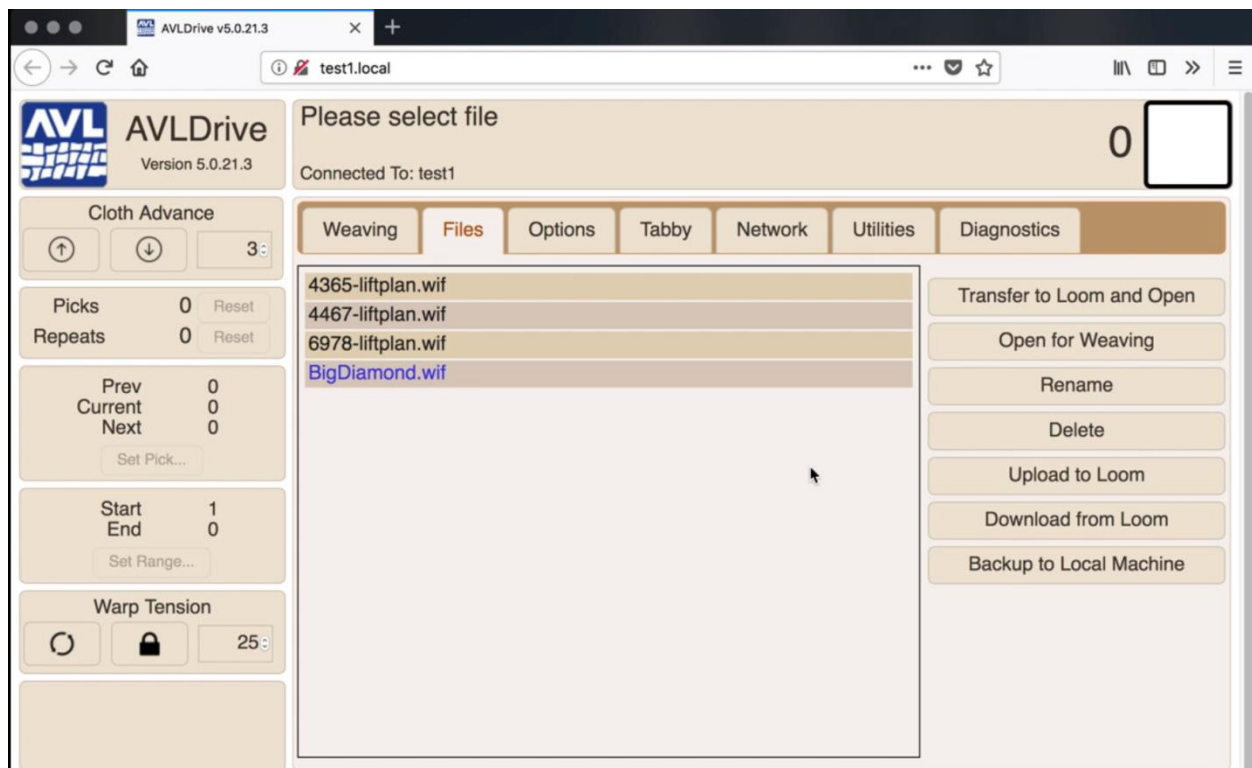 AVLDrive v5.0.21.3
test1.local
AVL
AVLDrive
Version 5.0.21.3
Please select file
Connected To: test1
0
Cloth Advance
3
Picks 0 Reset
Repeats 0 Reset
Prev 0
Current 0
Next 0
Set Pick...
Start 1
End 0
Set Range...
Warp Tension
25
Weaving Files Options Tabby Network Utilities Diagnostics
4365-liftplan.wif
4467-liftplan.wif
6978-liftplan.wif
BigDiamond.wif
Transfer to Loom and Open
Open for Weaving
Rename
Delete
Upload to Loom
Download from Loom
Backup to Local Machine